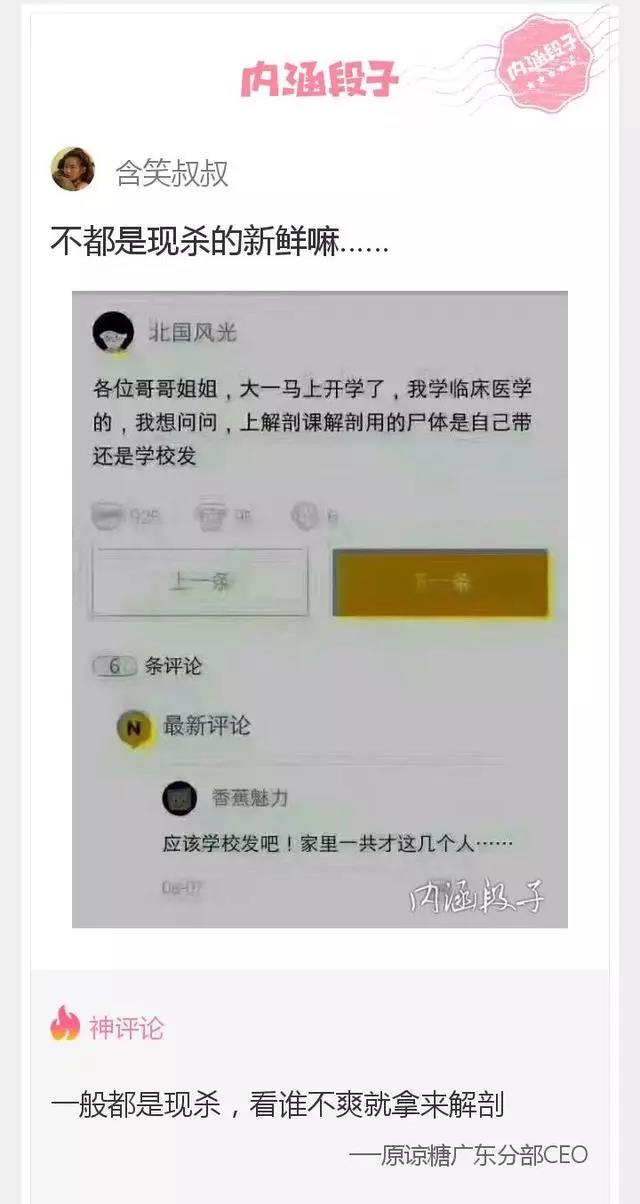 内涵段子
内涵段子
含笑叔叔
不都是现杀的新鲜嘛……
北国风光
各位哥哥姐姐，大一马上开学了，我学临床医学
的，我想问问，上解剖课解剖用的尸体是自己带
还是学校发
925
95
6
上一条
下一条
6 条评论
N 最新评论
香蕉魅力
应该学校发吧！家里一共才这几个人……
08-07
内涵段子
神评论
一般都是现杀，看谁不爽就拿来解剖
──原谅糖广东分部CEO